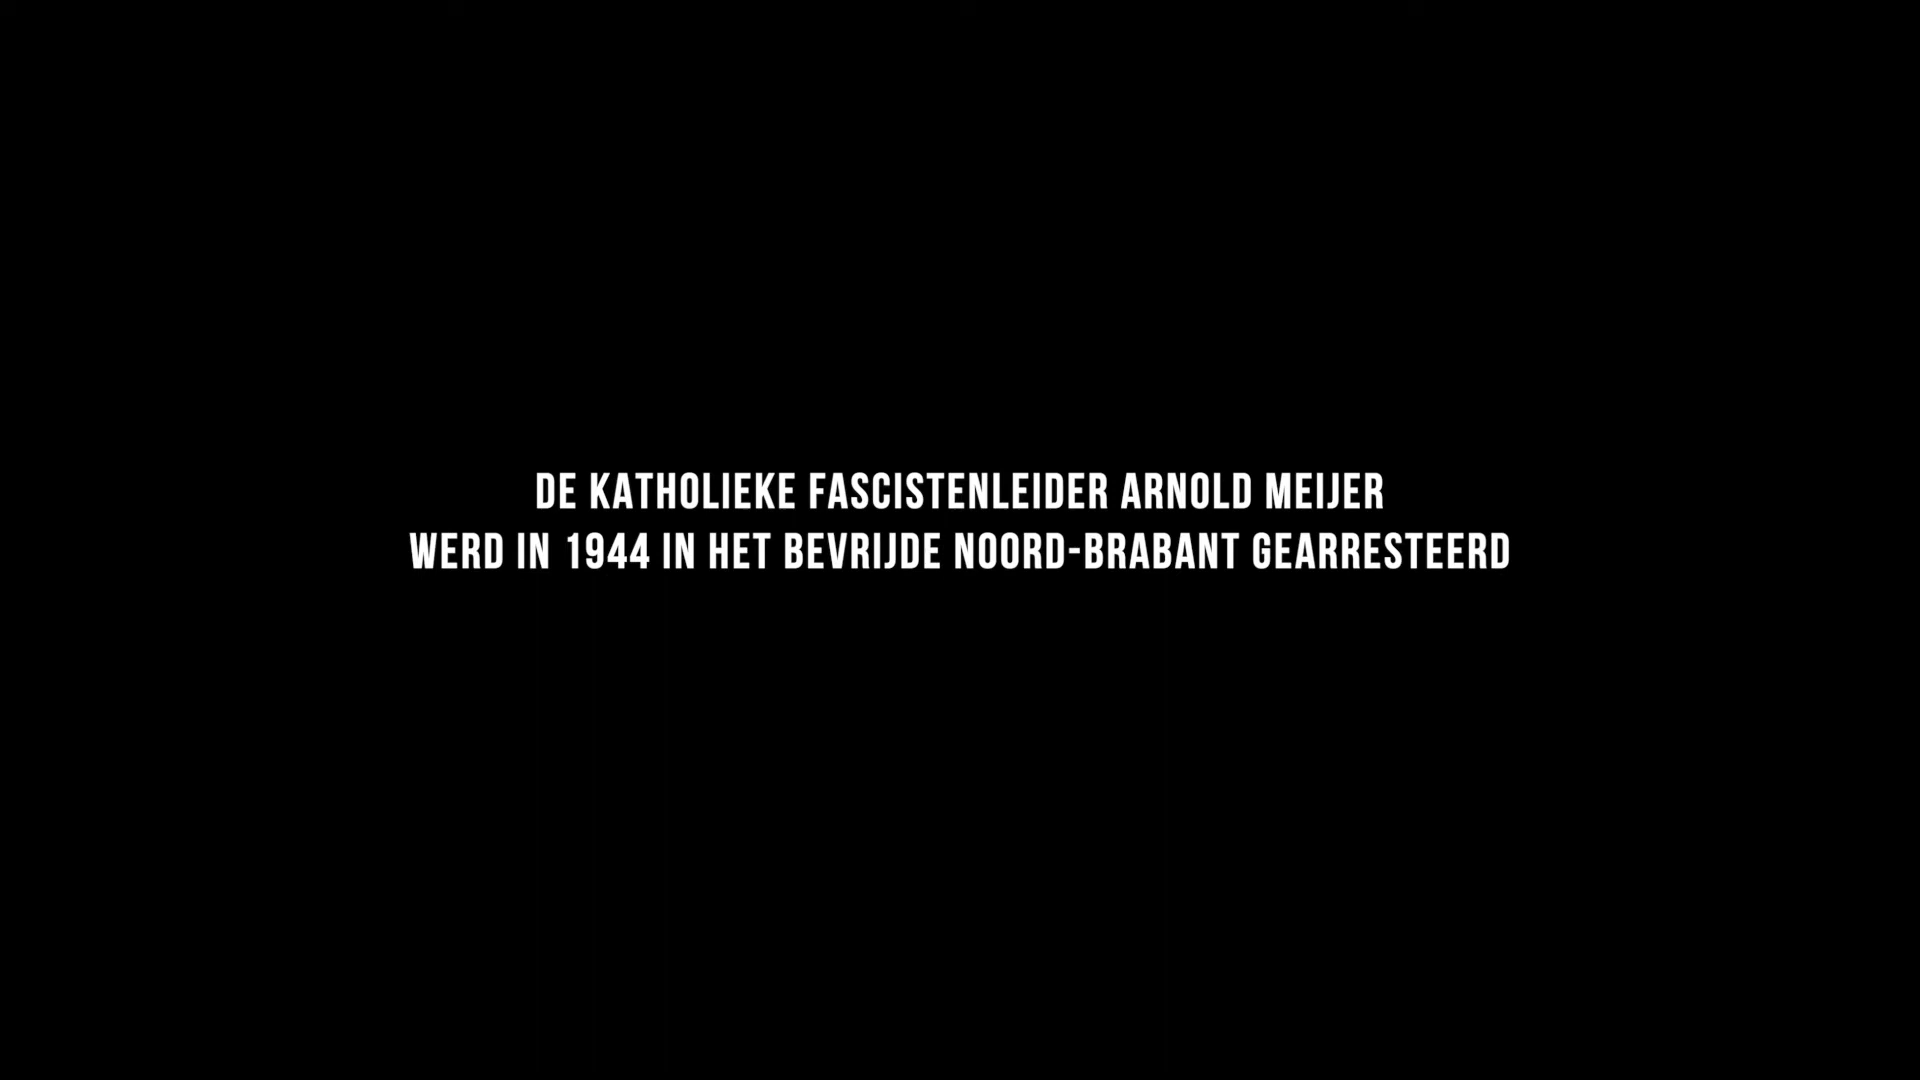 DE KATHOLIEKE FASCISTENLEIDER ARNOLD MEIJER
WERD IN 1944 IN HET BEVRIJDE NOORD-BRABANT GEARRESTEERD